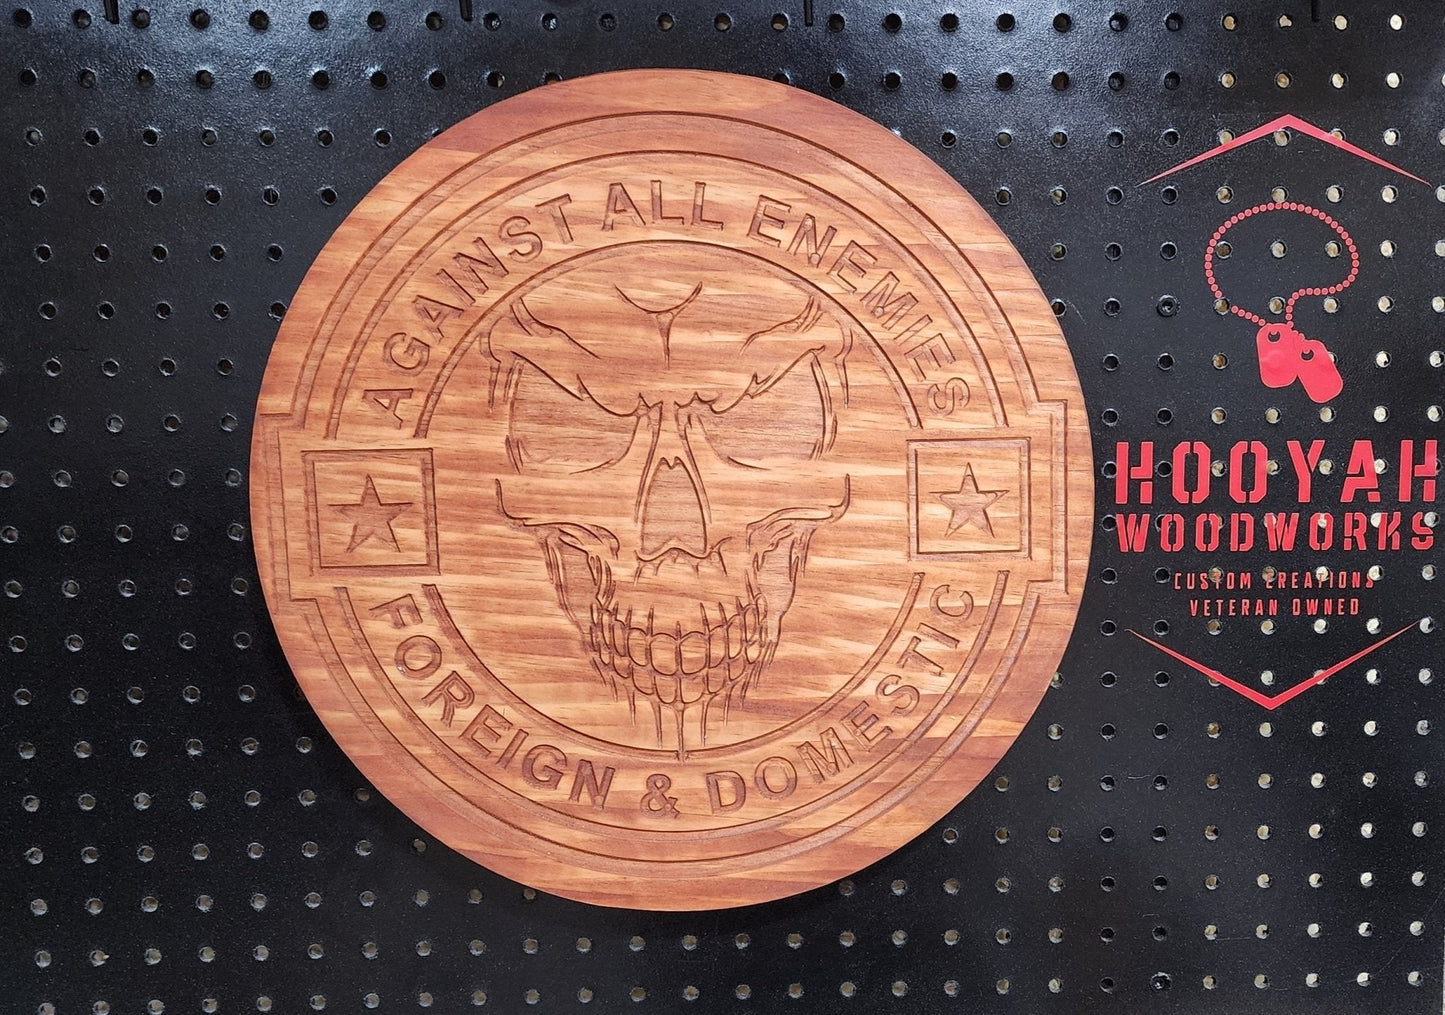 AGAINST ALL ENEMIES
FOREIGN & DOMESTIC
HOOYAH
WOODWORKS
CUSTOM CREATIONS
VETERAN OWNED